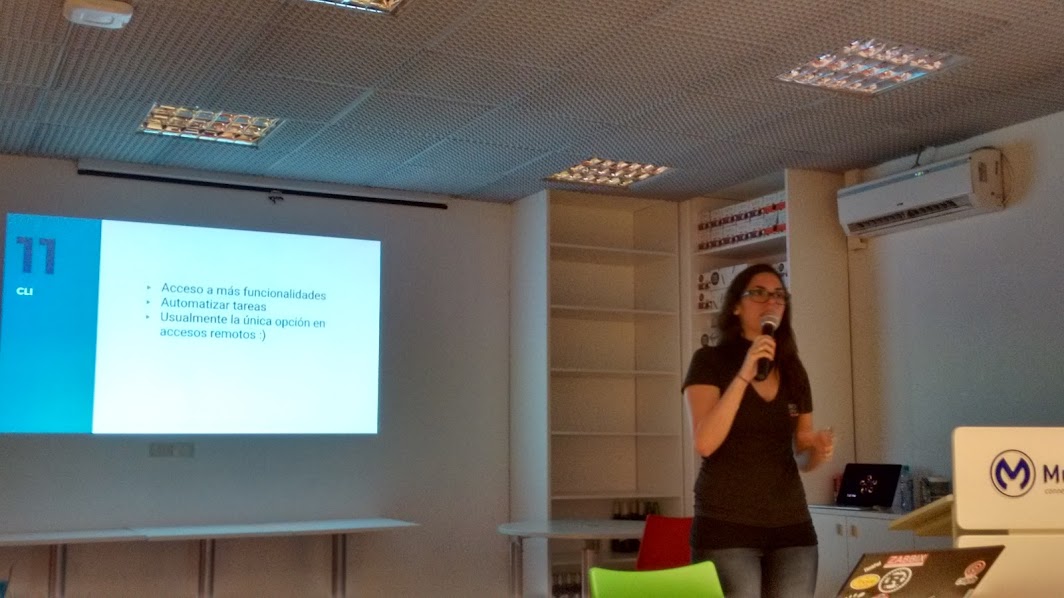 11
CLI
Acceso a más funcionalidades
Automatizar tareas
Usualmente la única opción en
accesos remotos :)
M
Mu
ZABBIX